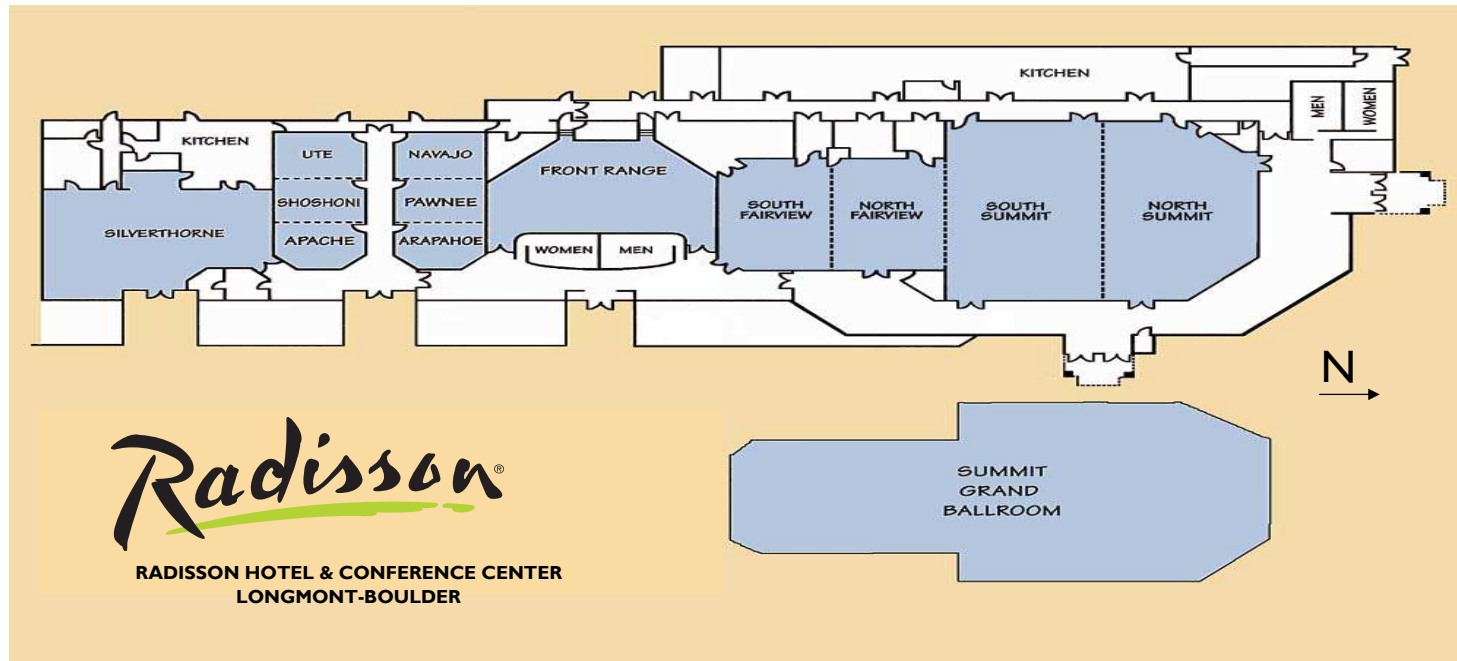 KITCHEN
MEN
WOMEN
KITCHEN
UTE
NAVAJO
FRONT RANGE
SHOSHONI
PAWNEE
SOUTH
FAIRVIEW
NORTH
FAIRVIEW
SOUTH
SUMMIT
NORTH
SUMMIT
SILVERTHORNE
APACHE
ARAPAHOE
WOMEN
MEN
N
Radisson®
SUMMIT
GRAND
BALLROOM
RADISSON HOTEL & CONFERENCE CENTER
LONGMONT-BOULDER